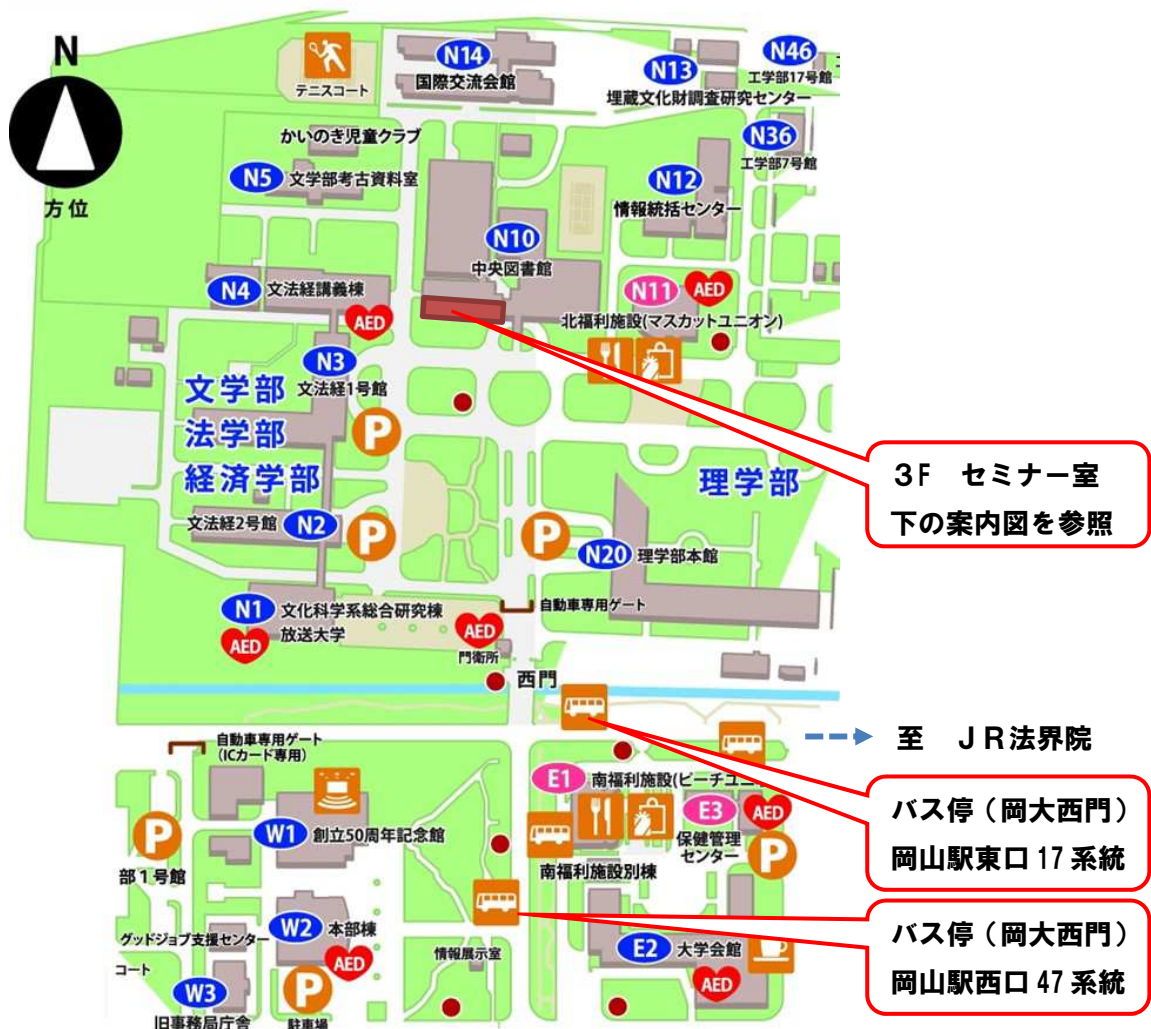 N
方位
テニスコート
N14
国際交流会館
N13
埋蔵文化財調査研究センター
N46
工学部17号館
かいのき児童クラブ
N36
工学部7号館
N5 文学部考古資料室
N12
情報統括センター
N10
中央図書館
N4 文法経講義棟
AED
N11 AED
北福利施設(マスカットユニオン)
N3
文法経1号館
文学部
法学部
経済学部
P
理学部
3F セミナー室
下の案内図を参照
文法経2号館 N2
P
P
N20 理学部本館
N1 文化科学系総合研究棟
放送大学
AED
AED
門衛所
自動車専用ゲート
西門
至 JR法界院
自動車専用ゲート
(ICカード専用)
E1 南福利施設(ピーチユニ
E3
保健管理
センター
AED
P
バス停(岡大西門)
岡山駅東口17系統
P
部1号館
W1 創立50周年記念館
南福利施設別棟
W2 本部棟
AED
グッドジョブ支援センター
コート
情報展示室
E2 大学会館
AED
バス停(岡大西門)
岡山駅西口47系統
W3
旧事務局庁舎
P
駐車場